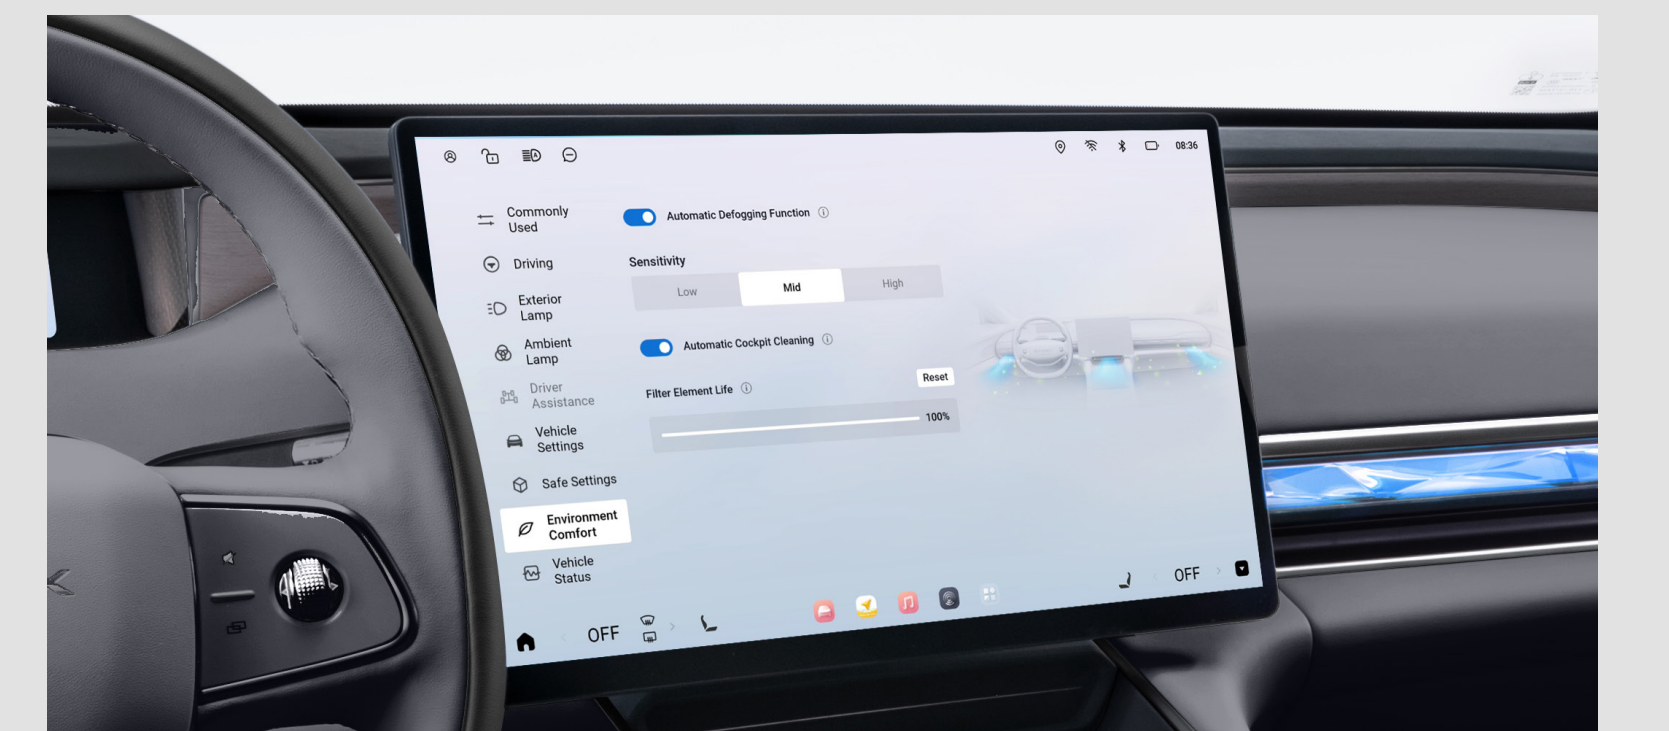 08:36
Commonly
Used
Driving
Exterior
Lamp
Ambient
Lamp
Driver
Assistance
Vehicle
Settings
Safe Settings
Environment
Comfort
Vehicle
Status
Automatic Defogging Function
Sensitivity
Low Mid High
Automatic Cockpit Cleaning
Filter Element Life
Reset
100%
OFF
OFF